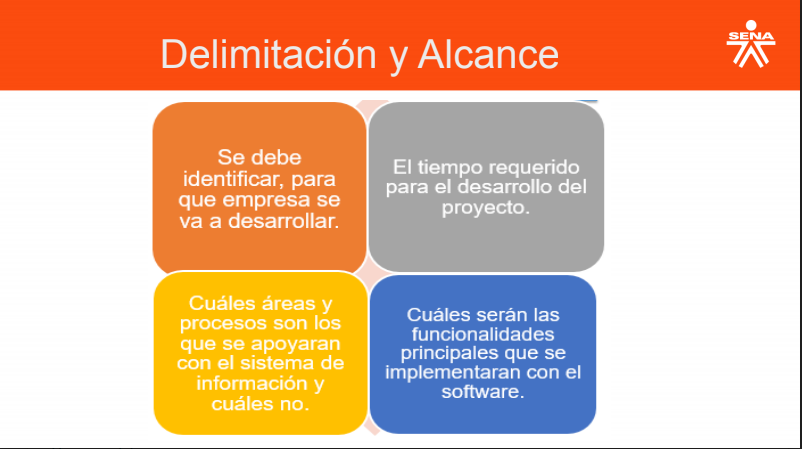 Delimitación y Alcance
SENA
Se debe
identificar, para
que empresa se
va a desarrollar.
El tiempo requerido
para el desarrollo del
proyecto.
Cuáles áreas y
procesos son los
que se apoyaran
con el sistema de
información y
cuáles no.
Cuáles serán las
funcionalidades
principales que se
implementaran con el
software.